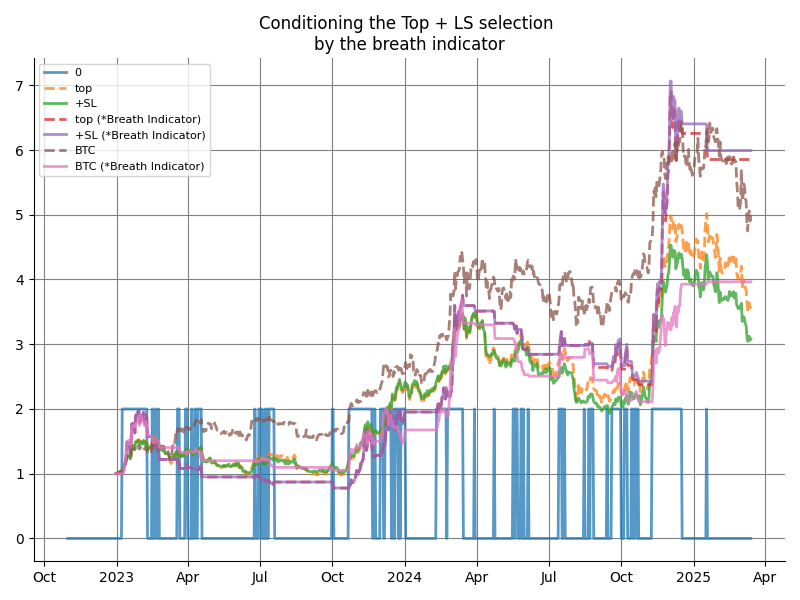 Conditioning the Top + LS selection
by the breath indicator
0
top
+SL
top (*Breath Indicator)
+SL (*Breath Indicator)
BTC
BTC (*Breath Indicator)
7
6
5
4
3
2
1
0
Oct
2023
Apr
Jul
Oct
2024
Apr
Jul
Oct
2025
Apr